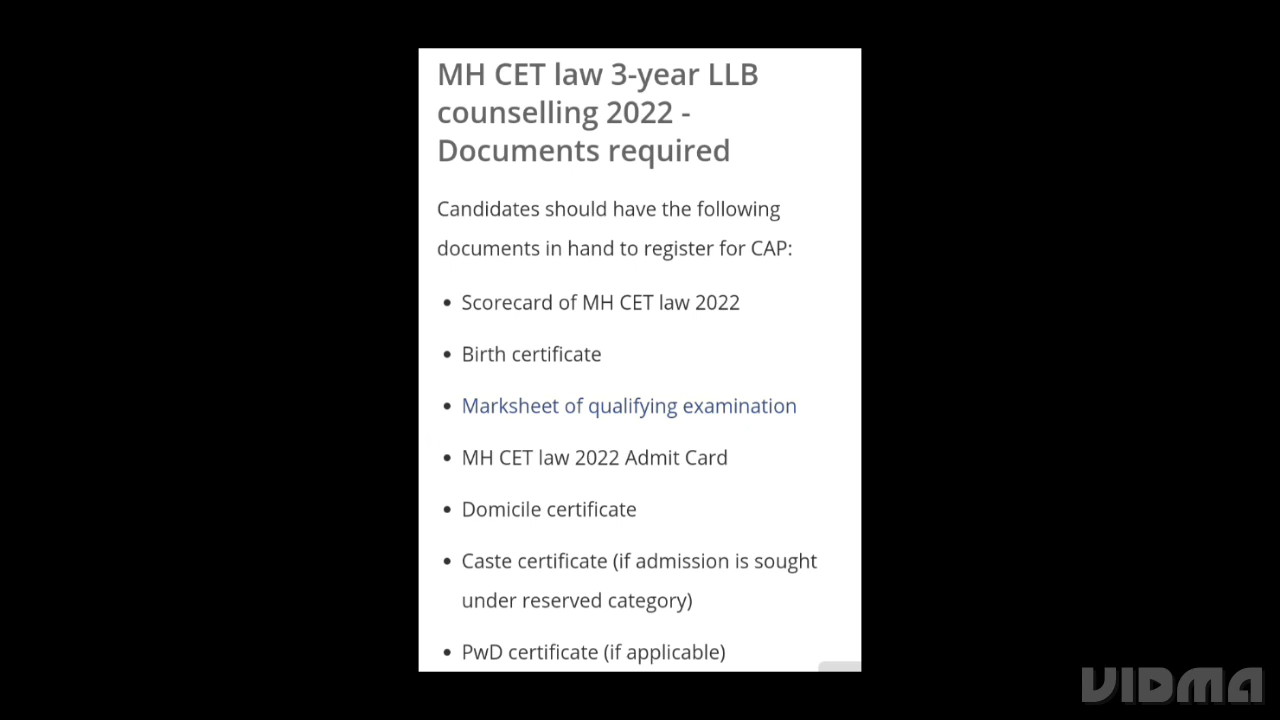 MH CET law 3-year LLB
counselling 2022 -
Documents required
Candidates should have the following
documents in hand to register for CAP:
• Scorecard of MH CET law 2022
• Birth certificate
• Marksheet of qualifying examination
• MH CET law 2022 Admit Card
• Domicile certificate
• Caste certificate (if admission is sought
under reserved category)
• PwD certificate (if applicable)
VIDMA